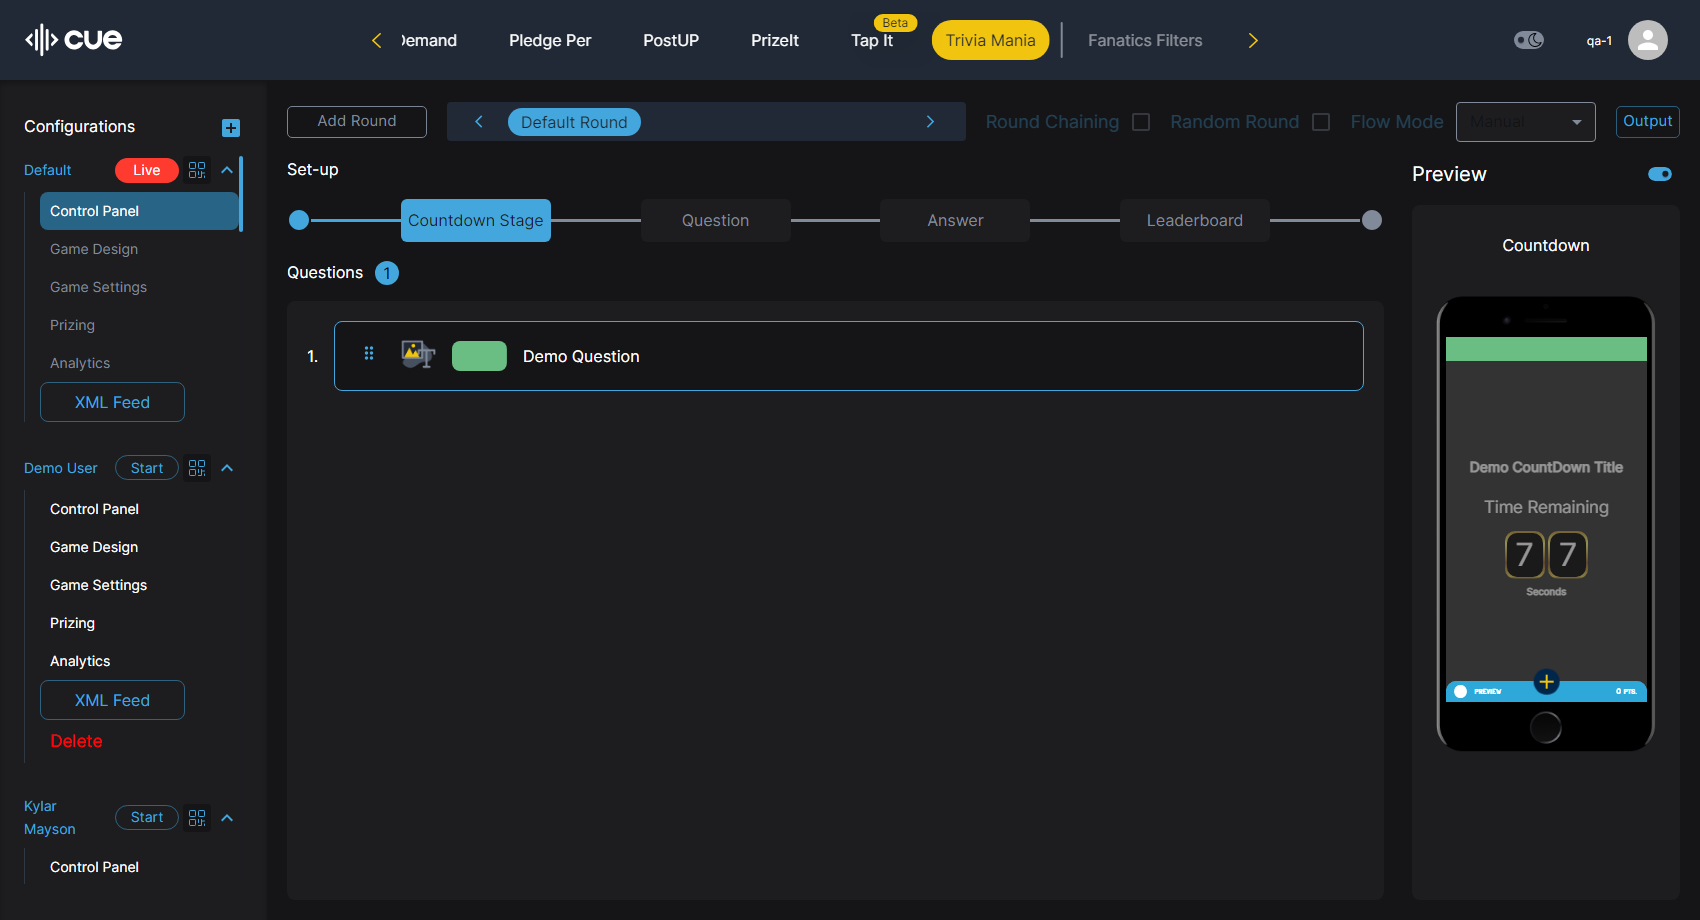 cue
Demand
Pledge Per
PostUP
PrizeIt
Tap It
Beta
Trivia Mania
Fanatics Filters
qa-1
Configurations
Default
Live
Control Panel
Game Design
Game Settings
Prizing
Analytics
XML Feed
Demo User
Start
Control Panel
Game Design
Game Settings
Prizing
Analytics
XML Feed
Delete
Kylar
Mayson
Start
Control Panel
Add Round
Default Round
Round Chaining
Random Round
Flow Mode
Manual
Output
Set-up
Countdown Stage
Question
Answer
Leaderboard
Questions 1
1.
Demo Question
Preview
Countdown
Demo CountDown Title
Time Remaining
7 7
Seconds
PREVIEW
0 PTS.